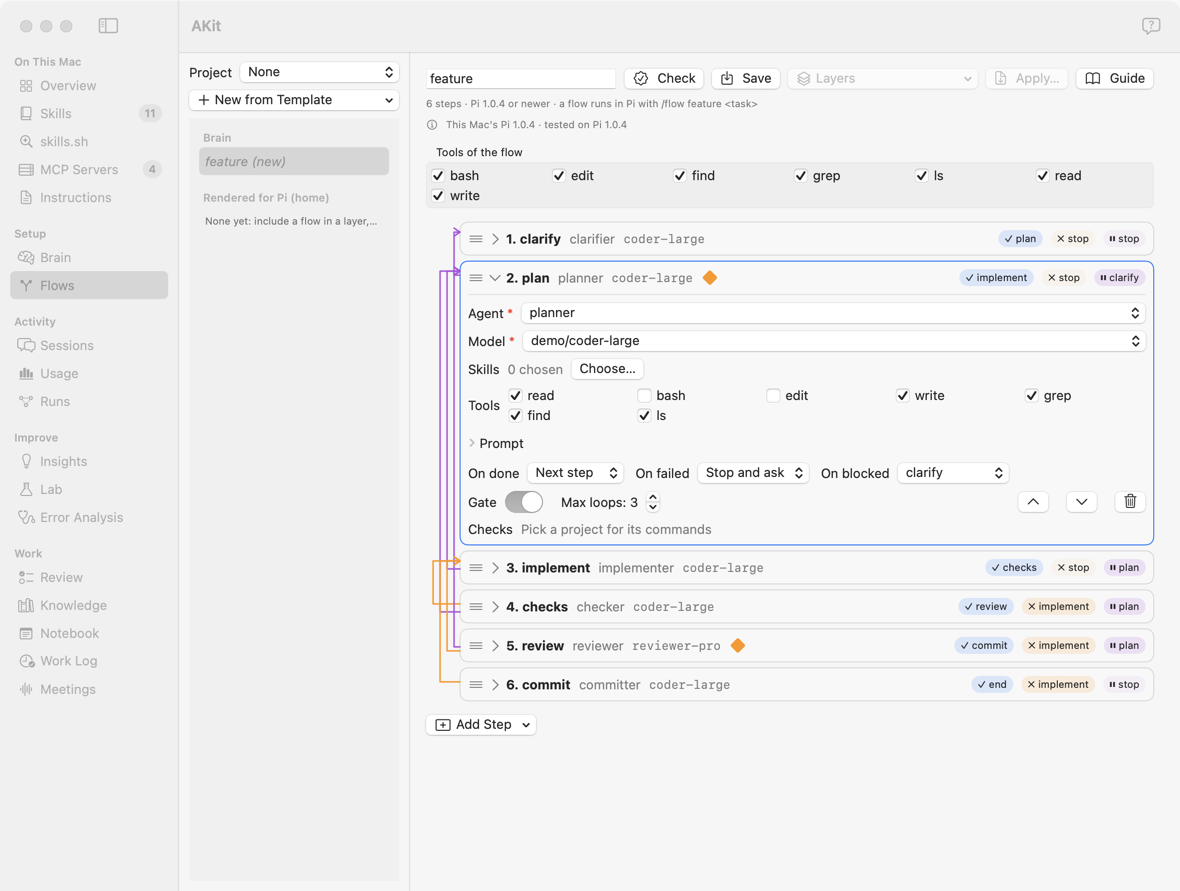 AKit
On This Mac
Overview
Skills 11
skills.sh
MCP Servers 4
Instructions
Setup
Brain
Flows
Activity
Sessions
Usage
Runs
Improve
Insights
Lab
Error Analysis
Work
Review
Knowledge
Notebook
Work Log
Meetings
Project None
New from Template
Brain
feature (new)
Rendered for Pi (home)
None yet: include a flow in a layer,...
feature Check Save Layers Apply... Guide
6 steps · Pi 1.0.4 or newer · a flow runs in Pi with /flow feature <task>
This Mac's Pi 1.0.4 · tested on Pi 1.0.4
Tools of the flow
bash edit find grep ls read
write
1. clarify clarifier coder-large ✓ plan ✕ stop ⏸ stop
2. plan planner coder-large ✓ implement ✕ stop ⏸ clarify
Agent * planner
Model * demo/coder-large
Skills 0 chosen Choose...
Tools
read bash edit write grep
find ls
Prompt
On done Next step On failed Stop and ask On blocked clarify
Gate Max loops: 3
Checks Pick a project for its commands
3. implement implementer coder-large ✓ checks ✕ stop ⏸ plan
4. checks checker coder-large ✓ review ✕ implement ⏸ plan
5. review reviewer reviewer-pro ✓ commit ✕ implement ⏸ plan
6. commit committer coder-large ✓ end ✕ implement ⏸ stop
Add Step